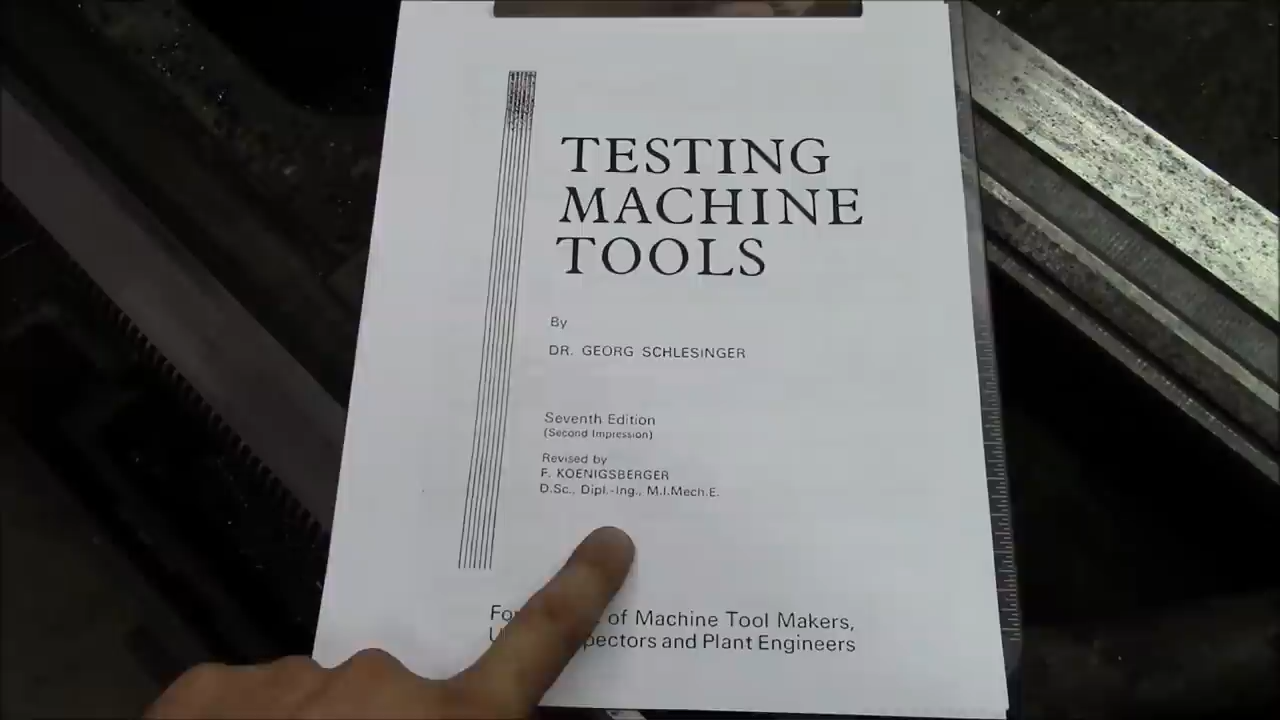 TESTING
MACHINE
TOOLS
By
DR. GEORG SCHLESINGER
Seventh Edition
(Second Impression)
Revised by
F. KOENIGSBERGER
D.Sc., Dipl.-Ing., M.I.Mech.E.
of Machine Tool Makers,
and Plant Engineers